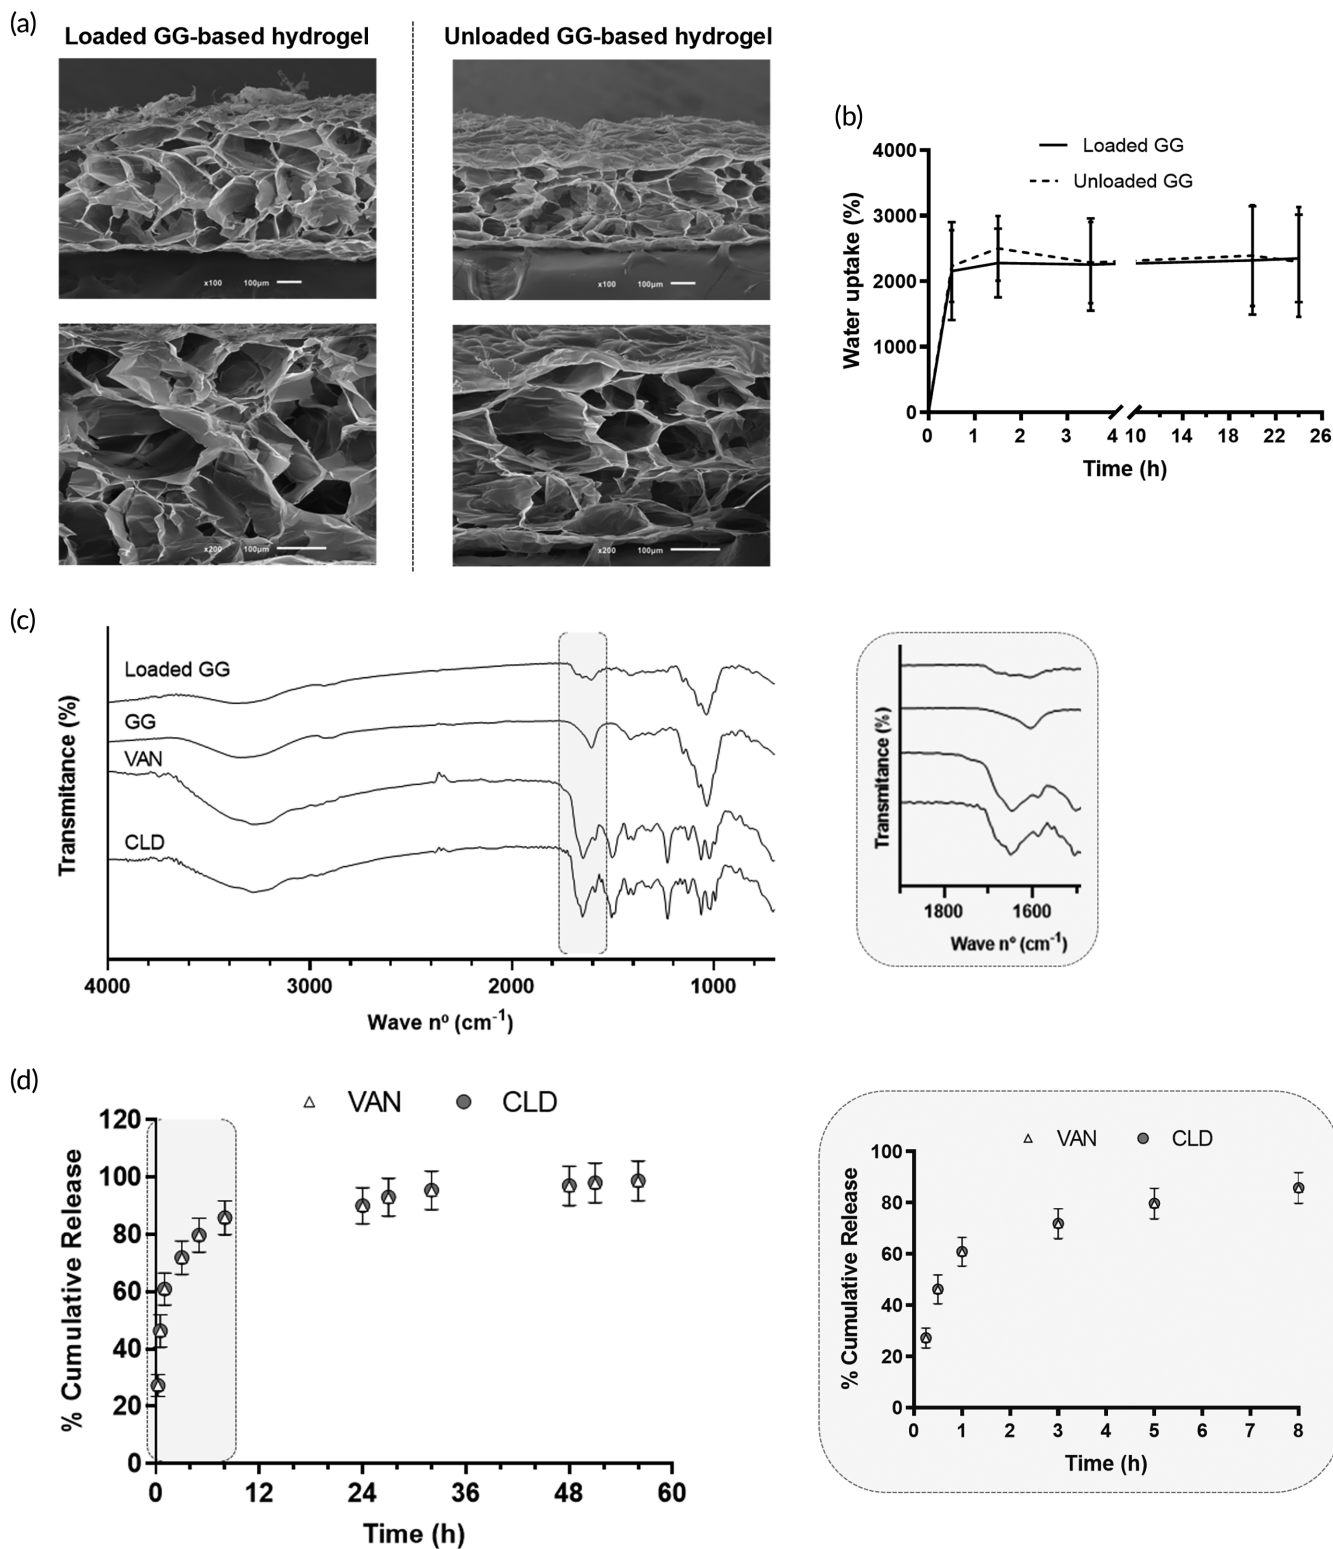 (a)
Loaded GG-based hydrogel
Unloaded GG-based hydrogel
x100 100µm
x100 100µm
x200 100µm
x200 100µm
(b)
Loaded GG
Unloaded GG
Water uptake (%)
4000
3000
2000
1000
0
0 1 2 3 4 10 14 18 22 26
Time (h)
(c)
Transmitance (%)
Loaded GG
GG
VAN
CLD
4000 3000 2000 1000
Wave nº (cm-1)
Transmitance (%)
1800 1600
Wave nº (cm-1)
(d)
VAN CLD
% Cumulative Release
120
100
80
60
40
20
0
0 12 24 36 48 60
Time (h)
VAN CLD
% Cumulative Release
100
80
60
40
20
0
0 1 2 3 4 5 6 7 8
Time (h)